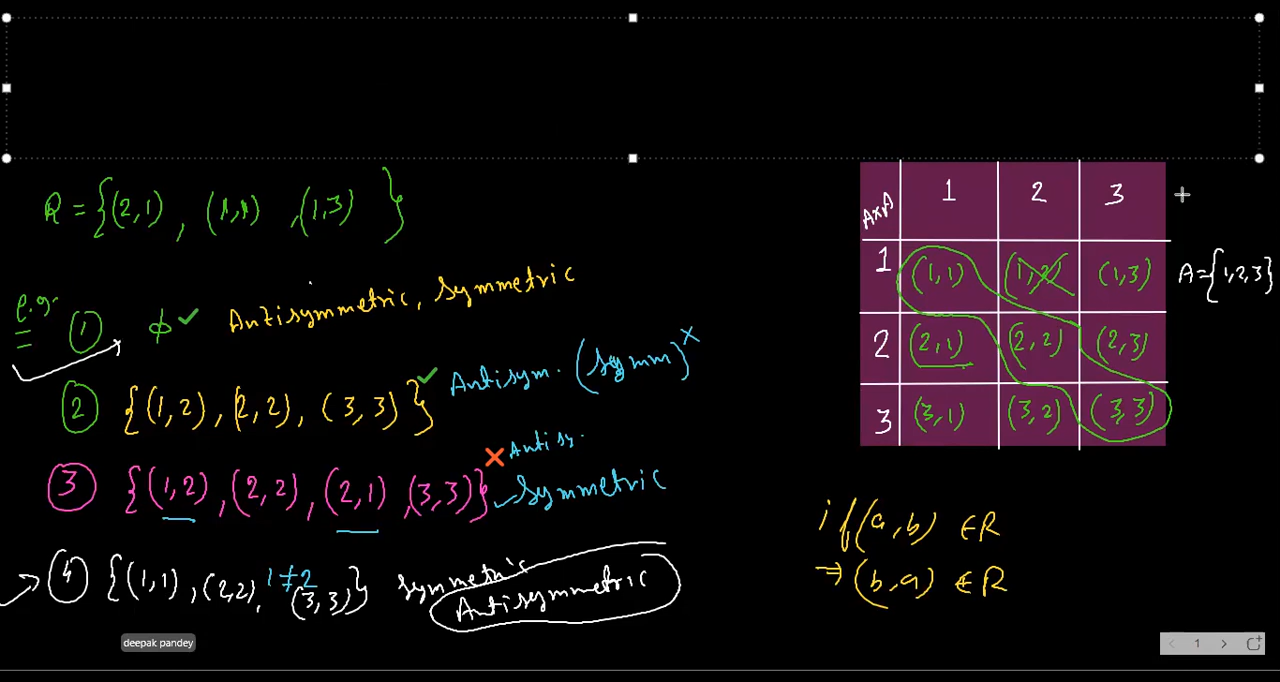 R = {(2,1), (1,1), (1,3)}
e.g.
① φ ✓ Antisymmetric, Symmetric
② {(1,2), (2,2), (3,3)} ✓ Antisym. (Symm)×
③ {(1,2), (2,2), (2,1), (3,3)} × Antisy.
✓ Symmetric
1≠2
④ {(1,1), (2,2), (3,3)} Symmetric
Antisymmetric
deepak pandey
A×A 1 2 3
1 (1,1) (1,2) (1,3)
2 (2,1) (2,2) (2,3)
3 (3,1) (3,2) (3,3)
A={1,2,3}
if (a,b) ∈ R
⇒ (b,a) ∉ R
1